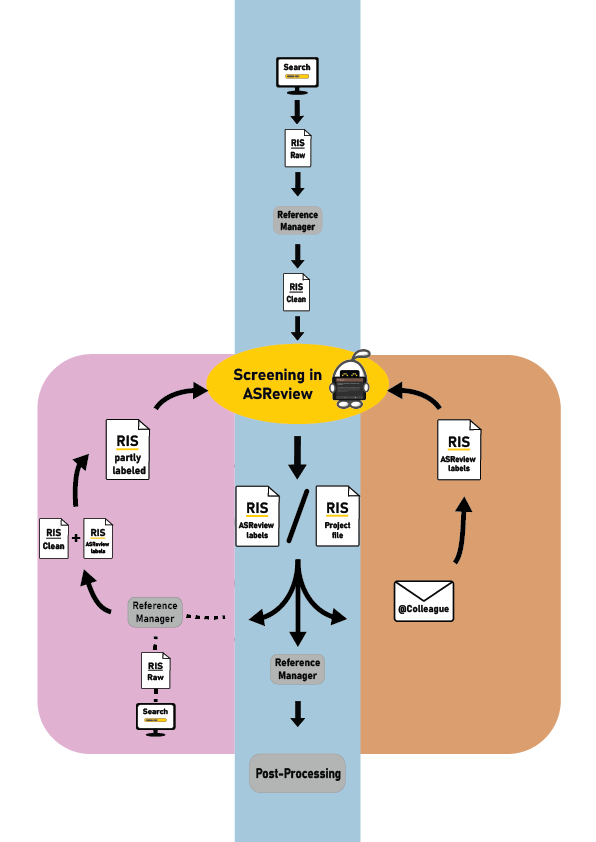 Search
RIS
Raw
Reference
Manager
RIS
Clean
Screening in
ASReview
RIS
partly
labeled
RIS
Clean
+
RIS
ASReview
labels
Reference
Manager
RIS
Raw
Search
RIS
ASReview
labels
/
RIS
Project
file
Reference
Manager
Post-Processing
RIS
ASReview
labels
@Colleague